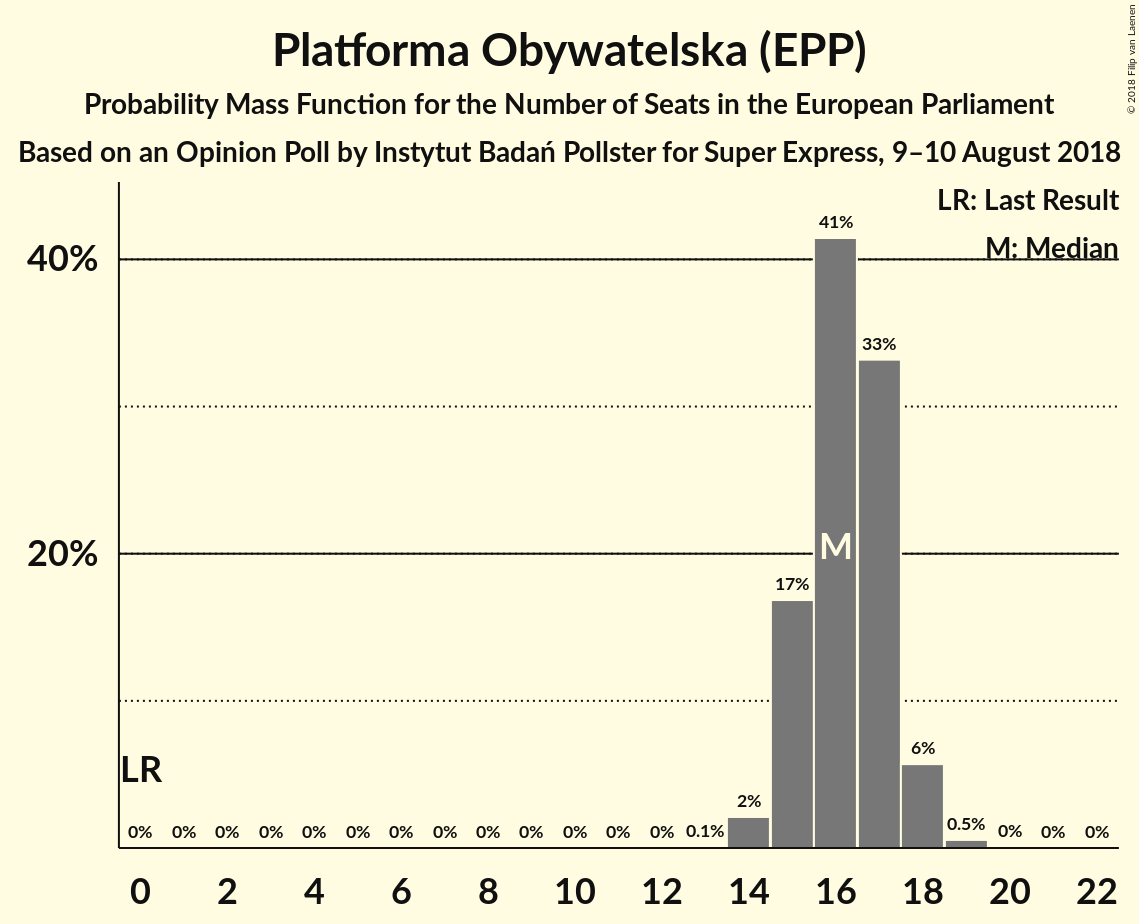 Platforma Obywatelska (EPP)
Probability Mass Function for the Number of Seats in the European Parliament
Based on an Opinion Poll by Instytut Badań Pollster for Super Express, 9–10 August 2018
© 2018 Filip van Laenen
LR: Last Result
M: Median
40%
20%
41%
33%
M
17%
6%
LR
2%
0% 0% 0% 0% 0% 0% 0% 0% 0% 0% 0% 0% 0% 0.1% 0.5% 0% 0% 0%
0 2 4 6 8 10 12 14 16 18 20 22